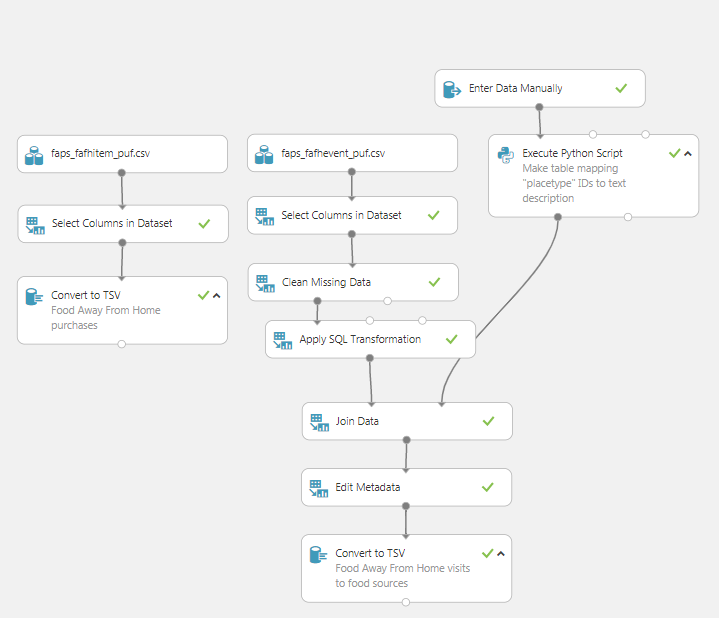 Enter Data Manually
faps_fafhitem_puf.csv
faps_fafhevent_puf.csv
Execute Python Script
Make table mapping
"placetype" IDs to text
description
Select Columns in Dataset
Select Columns in Dataset
Clean Missing Data
Convert to TSV
Food Away From Home
purchases
Apply SQL Transformation
Join Data
Edit Metadata
Convert to TSV
Food Away From Home visits
to food sources